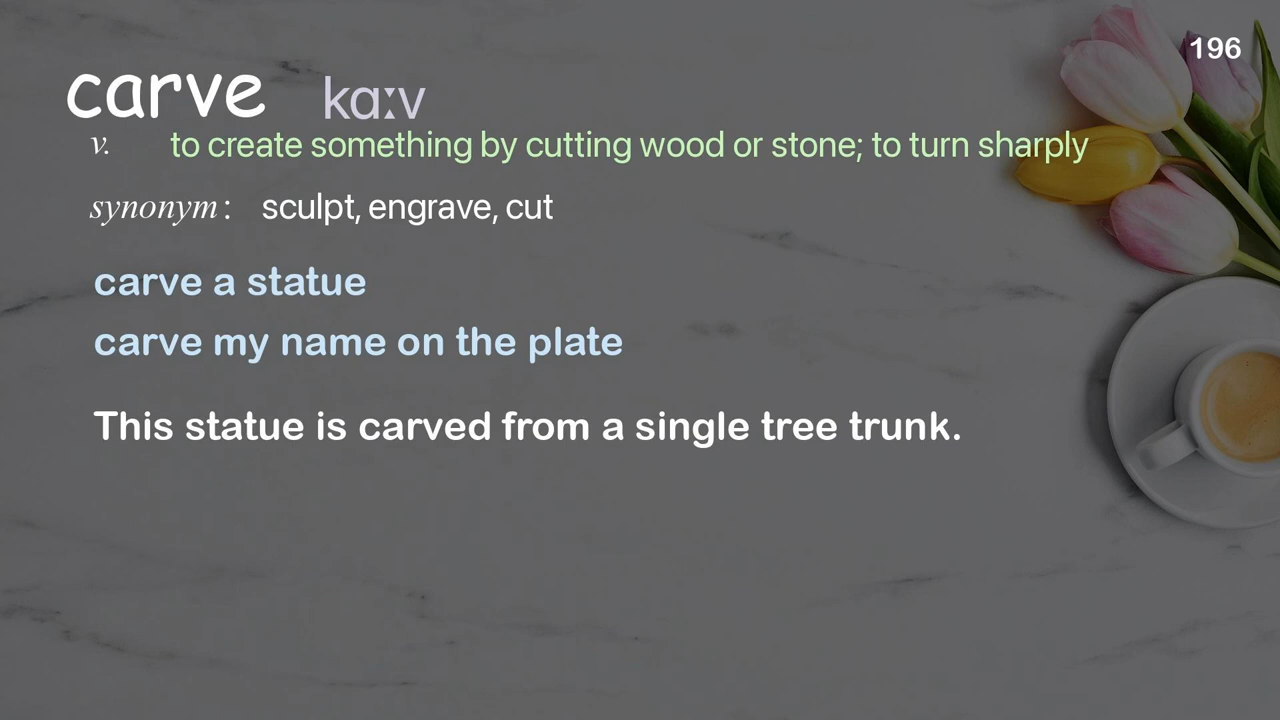 196
carve kɑːv
v. to create something by cutting wood or stone; to turn sharply
synonym: sculpt, engrave, cut
carve a statue
carve my name on the plate
This statue is carved from a single tree trunk.